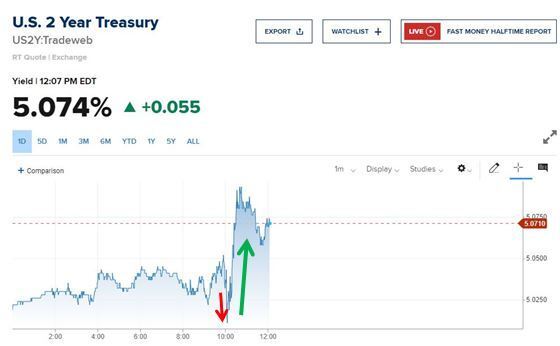 U.S. 2 Year Treasury
US2Y:Tradeweb
RT Quote | Exchange
EXPORT
WATCHLIST +
LIVE FAST MONEY HALFTIME REPORT
Yield | 12:07 PM EDT
5.074% ▲ +0.055
1D 5D 1M 3M 6M YTD 1Y 5Y ALL
+ Comparison
1m Display Studies
5.0750
5.0710
5.0500
5.0250
2:00 4:00 6:00 8:00 10:00 12:00